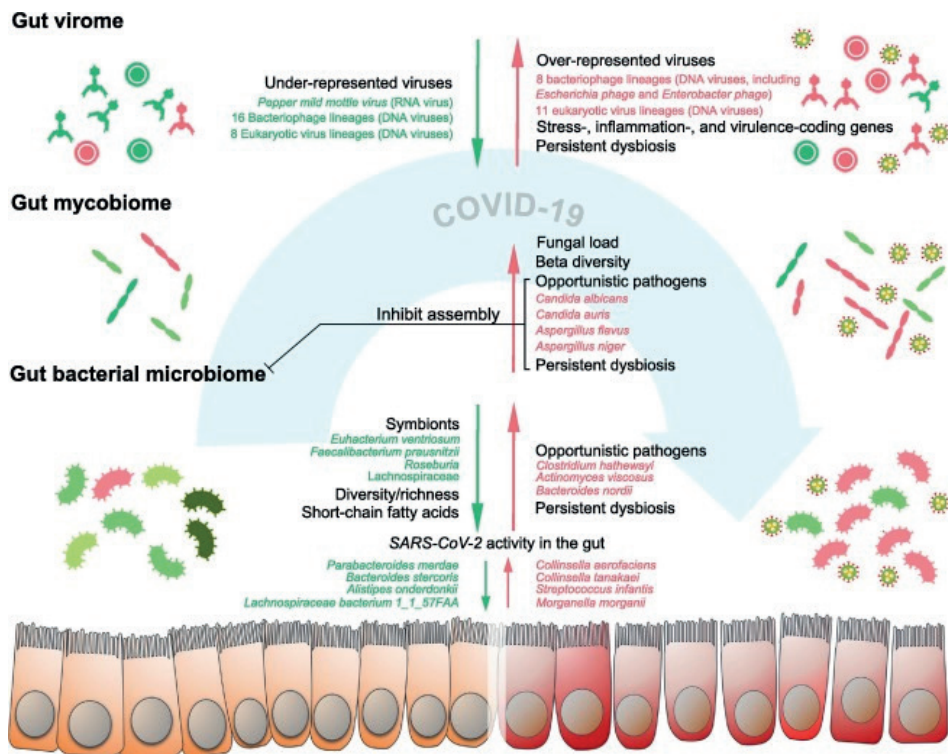 Gut virome
Under-represented viruses
Pepper mild mottle virus (RNA virus)
16 Bacteriophage lineages (DNA viruses)
8 Eukaryotic virus lineages (DNA viruses)
Over-represented viruses
8 bacteriophage lineages (DNA viruses, including
Escherichia phage and Enterobacter phage)
11 eukaryotic virus lineages (DNA viruses)
Stress-, inflammation-, and virulence-coding genes
Persistent dysbiosis
COVID-19
Gut mycobiome
Fungal load
Beta diversity
Opportunistic pathogens
Candida albicans
Candida auris
Aspergillus flavus
Aspergillus niger
Persistent dysbiosis
Inhibit assembly
Gut bacterial microbiome
Symbionts
Euhacterium ventriosum
Faecalibacterium prausnitzii
Roseburia
Lachnospiraceae
Diversity/richness
Short-chain fatty acids
Opportunistic pathogens
Clostridium hathewayi
Actinomyces viscosus
Bacteroides nordii
Persistent dysbiosis
SARS-CoV-2 activity in the gut
Parabacteroides merdae
Bacteroides stercoris
Alistipes onderdonkii
Lachnospiraceae bacterium 1_1_57FAA
Collinsella aerofaciens
Collinsella tanakaei
Streptococcus infantis
Morganella morganii